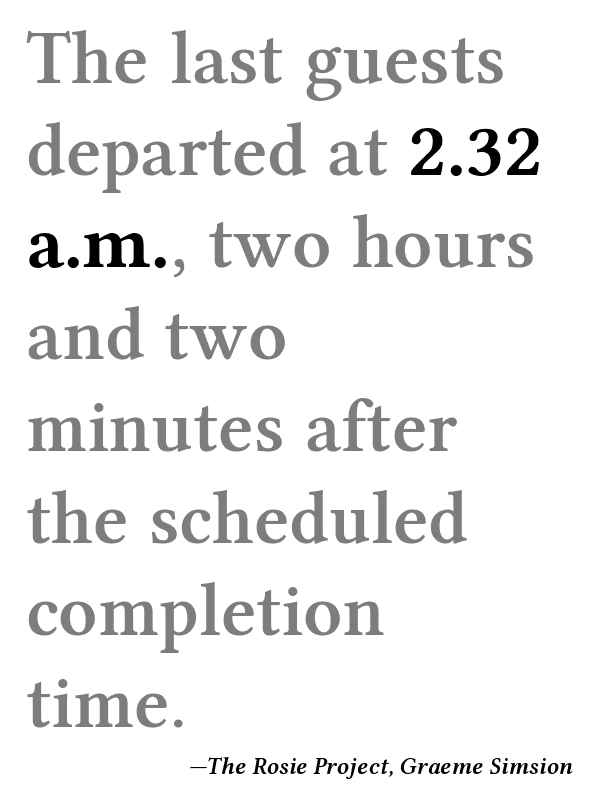 The last guests
departed at 2.32
a.m., two hours
and two
minutes after
the scheduled
completion
time.
—The Rosie Project, Graeme Simsion